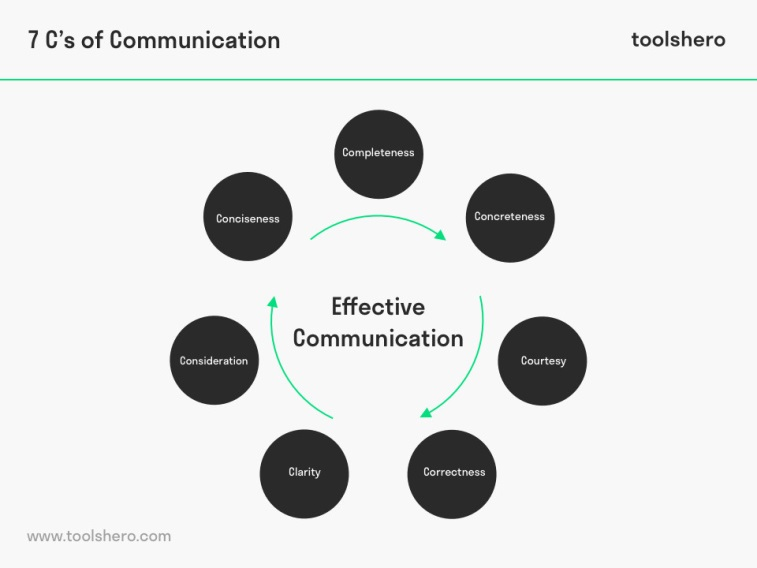 7 C's of Communication
toolshero
Completeness
Conciseness
Concreteness
Effective
Communication
Consideration
Courtesy
Clarity
Correctness
www.toolshero.com